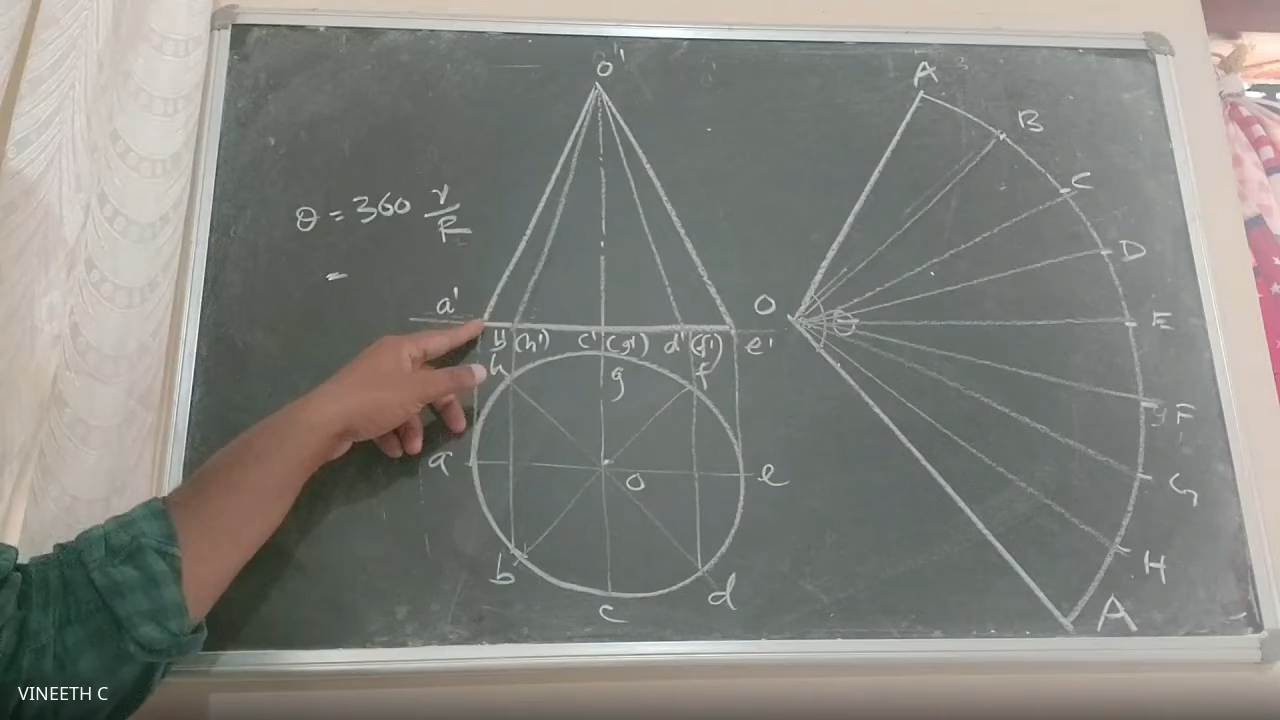 o'
A
B
C
θ = 360 r/R
=
D
a'
O
θ
E
b'(h') c'(g') d'(f') e'
h
g
f
F
a
o
e
G
b
d
H
c
A
VINEETH C